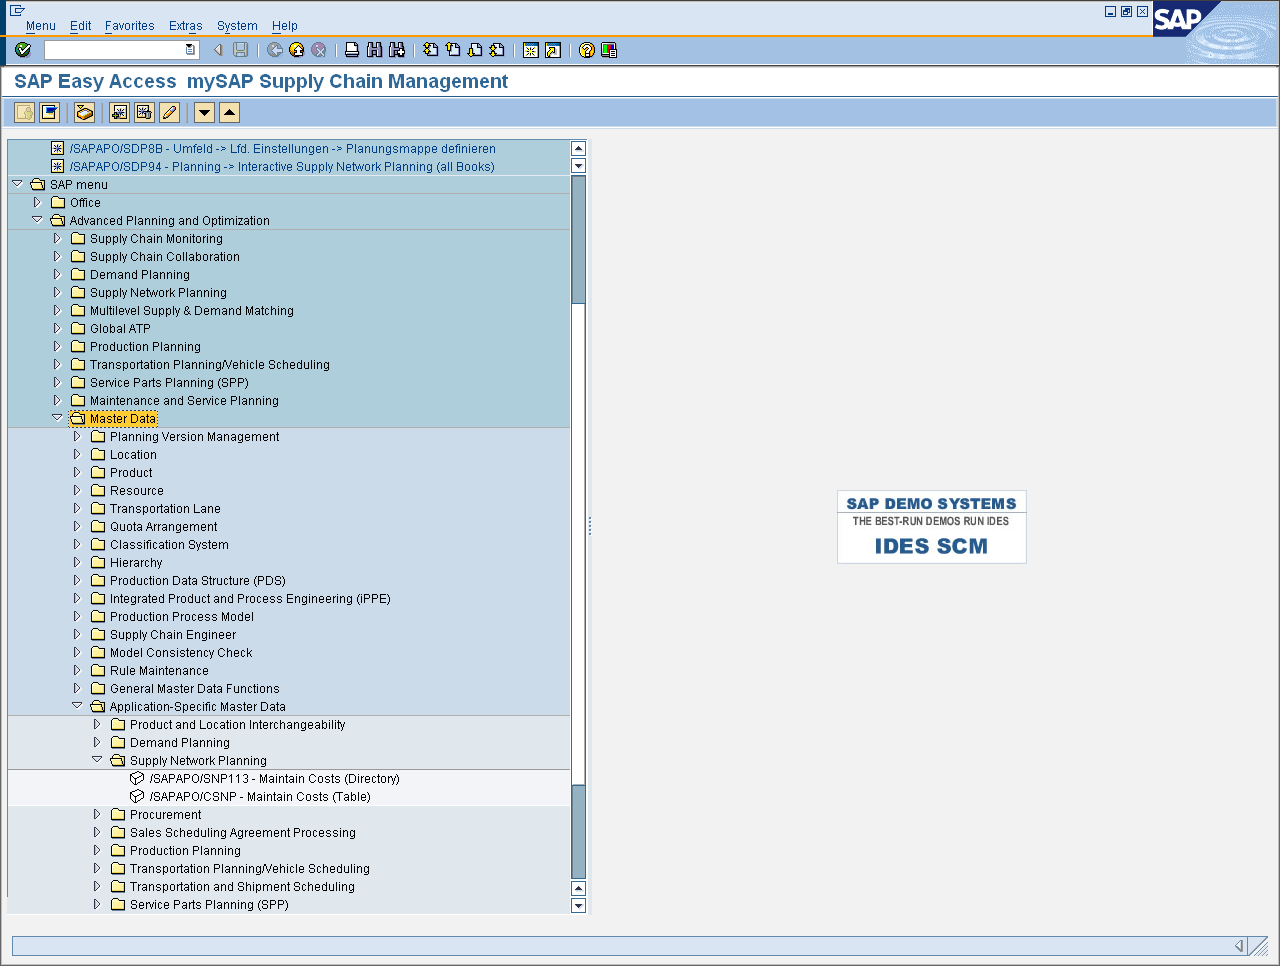 Menu Edit Favorites Extras System Help
SAP
SAP Easy Access mySAP Supply Chain Management
/SAPAPO/SDP8B - Umfeld -> Lfd. Einstellungen -> Planungsmappe definieren
/SAPAPO/SDP94 - Planning -> Interactive Supply Network Planning (all Books)
SAP menu
Office
Advanced Planning and Optimization
Supply Chain Monitoring
Supply Chain Collaboration
Demand Planning
Supply Network Planning
Multilevel Supply & Demand Matching
Global ATP
Production Planning
Transportation Planning/Vehicle Scheduling
Service Parts Planning (SPP)
Maintenance and Service Planning
Master Data
Planning Version Management
Location
Product
Resource
Transportation Lane
Quota Arrangement
Classification System
Hierarchy
Production Data Structure (PDS)
Integrated Product and Process Engineering (iPPE)
Production Process Model
Supply Chain Engineer
Model Consistency Check
Rule Maintenance
General Master Data Functions
Application-Specific Master Data
Product and Location Interchangeability
Demand Planning
Supply Network Planning
/SAPAPO/SNP113 - Maintain Costs (Directory)
/SAPAPO/CSNP - Maintain Costs (Table)
Procurement
Sales Scheduling Agreement Processing
Production Planning
Transportation Planning/Vehicle Scheduling
Transportation and Shipment Scheduling
Service Parts Planning (SPP)
SAP DEMO SYSTEMS
THE BEST-RUN DEMOS RUN IDES
IDES SCM